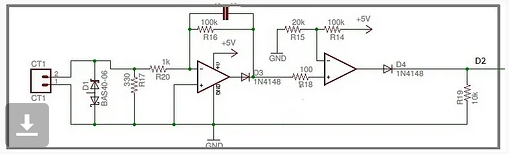 100k
R16
+5V
20k
R15
100k
R14
+5V
GND
CT1
2
1
CT1
D1
BAS40-06
330
R17
1k
R20
D3
1N4148
100
R18
D4
1N4148
D2
R19
10k
GND